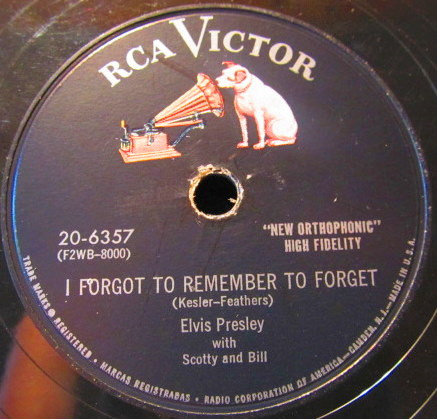 RCA VICTOR
20-6357
(F2WB-8000)
"NEW ORTHOPHONIC"
HIGH FIDELITY
I FORGOT TO REMEMBER TO FORGET
(Kesler-Feathers)
Elvis Presley
with
Scotty and Bill
TRADE MARKS ® REGISTERED • MARCAS REGISTRADAS • RADIO CORPORATION OF AMERICA—CAMDEN, N. J.—MADE IN U.S.A.